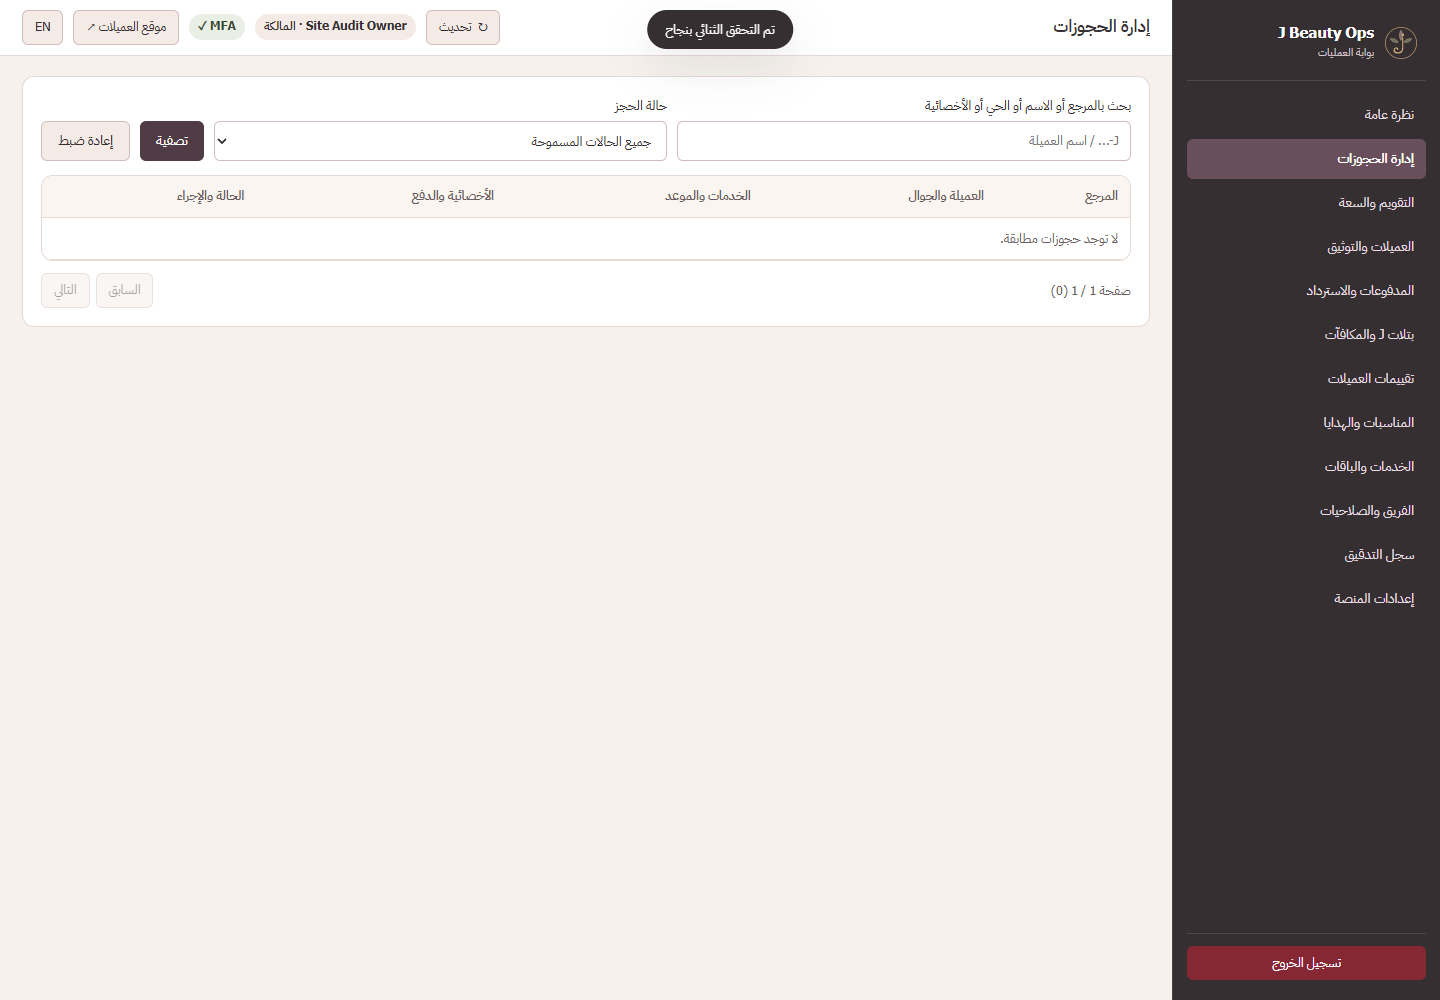 J Beauty Ops
بوابة العمليات
نظرة عامة
إدارة الحجوزات
التقويم والسعة
العميلات والتوثيق
المدفوعات والاسترداد
بتلات J والمكافآت
تقييمات العميلات
المناسبات والهدايا
الخدمات والباقات
الفريق والصلاحيات
سجل التدقيق
إعدادات المنصة
تسجيل الخروج
إدارة الحجوزات
تم التحقق الثنائي بنجاح
↻ تحديث
Site Audit Owner · المالكة
MFA ✓
موقع العميلات ↗
EN
بحث بالمرجع أو الاسم أو الحي أو الأخصائية
J-... / اسم العميلة
حالة الحجز
جميع الحالات المسموحة
تصفية
إعادة ضبط
المرجع العميلة والجوال الخدمات والموعد الأخصائية والدفع الحالة والإجراء
لا توجد حجوزات مطابقة.
صفحة 1 / 1 (0)
السابق
التالي